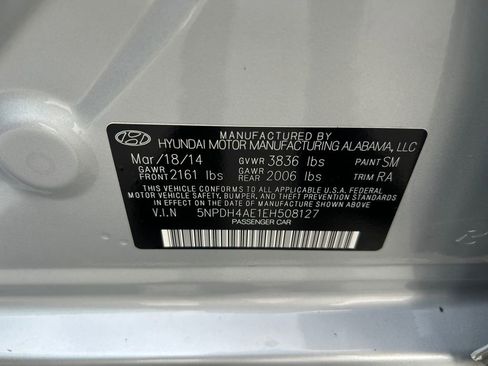 MANUFACTURED BY
HYUNDAI MOTOR MANUFACTURING ALABAMA, LLC
Mar/18/14 GVWR 3836 lbs PAINT SM
GAWR FRONT 2161 lbs GAWR REAR 2006 lbs TRIM RA
THIS VEHICLE CONFORMS TO ALL APPLICABLE U.S.A. FEDERAL
MOTOR VEHICLE SAFETY, BUMPER, AND THEFT PREVENTION
STANDARDS IN EFFECT ON THE DATE OF MANUFACTURE SHOWN ABOVE.
V.I.N 5NPDH4AE1EH508127
PASSENGER CAR